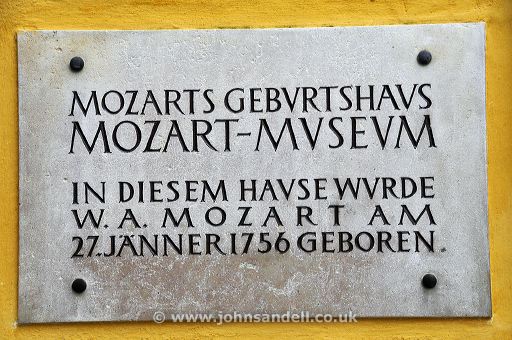 MOZARTS GEBVRTSHAVS
MOZART-MVSEVM
IN DIESEM HAVSE WVRDE
W. A. MOZART AM
27. JÄNNER 1756 GEBOREN.
© www.johnsandell.co.uk